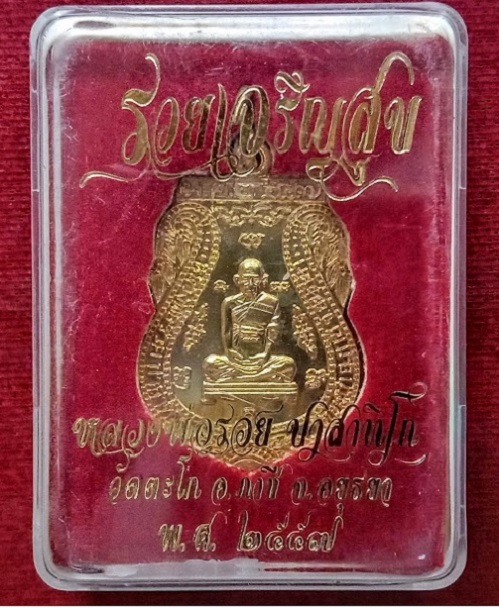 รวยเจริญสุข
หลวงพ่อรวย ปาสาทิโก
วัดตะโก อ.ภาชี จ.อยุธยา
พ.ศ. ๒๕๕๗